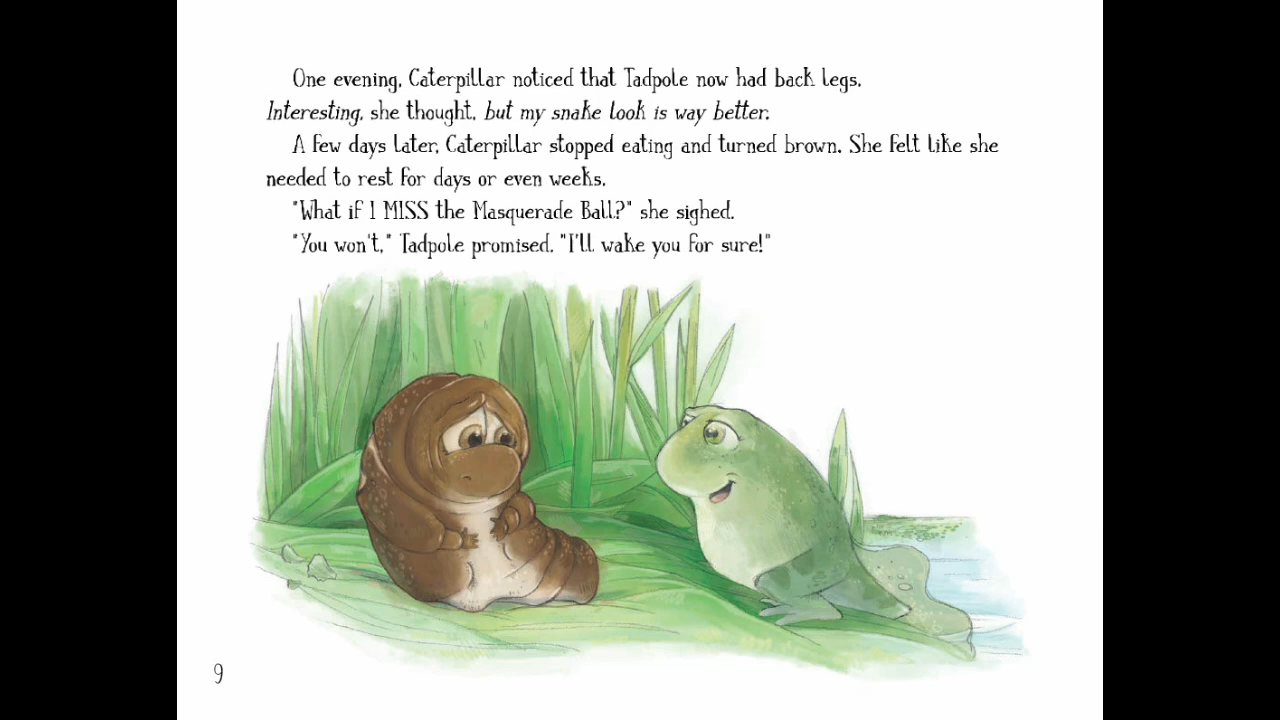 One evening, Caterpillar noticed that Tadpole now had back legs.
Interesting, she thought, but my snake look is way better.
A few days later, Caterpillar stopped eating and turned brown. She felt like she
needed to rest for days or even weeks.
"What if I MISS the Masquerade Ball?" she sighed.
"You won't," Tadpole promised. "I'll wake you for sure!"
9